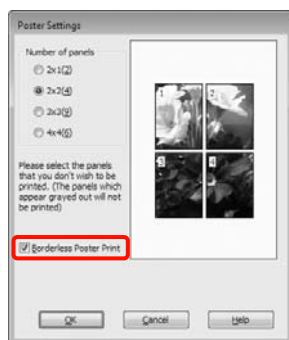 Poster Settings
Number of panels
2x1(2)
2x2(4)
3x3(9)
4x4(6)
Please select the panels
that you don't wish to be
printed. (The panels which
appear grayed out will not
be printed)
Borderless Poster Print
1 2
3 4
OK Cancel Help